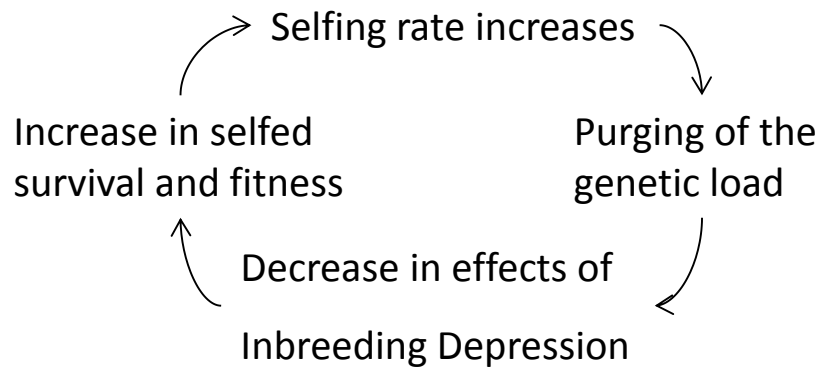 Selfing rate increases
Purging of the
genetic load
Decrease in effects of
Inbreeding Depression
Increase in selfed
survival and fitness